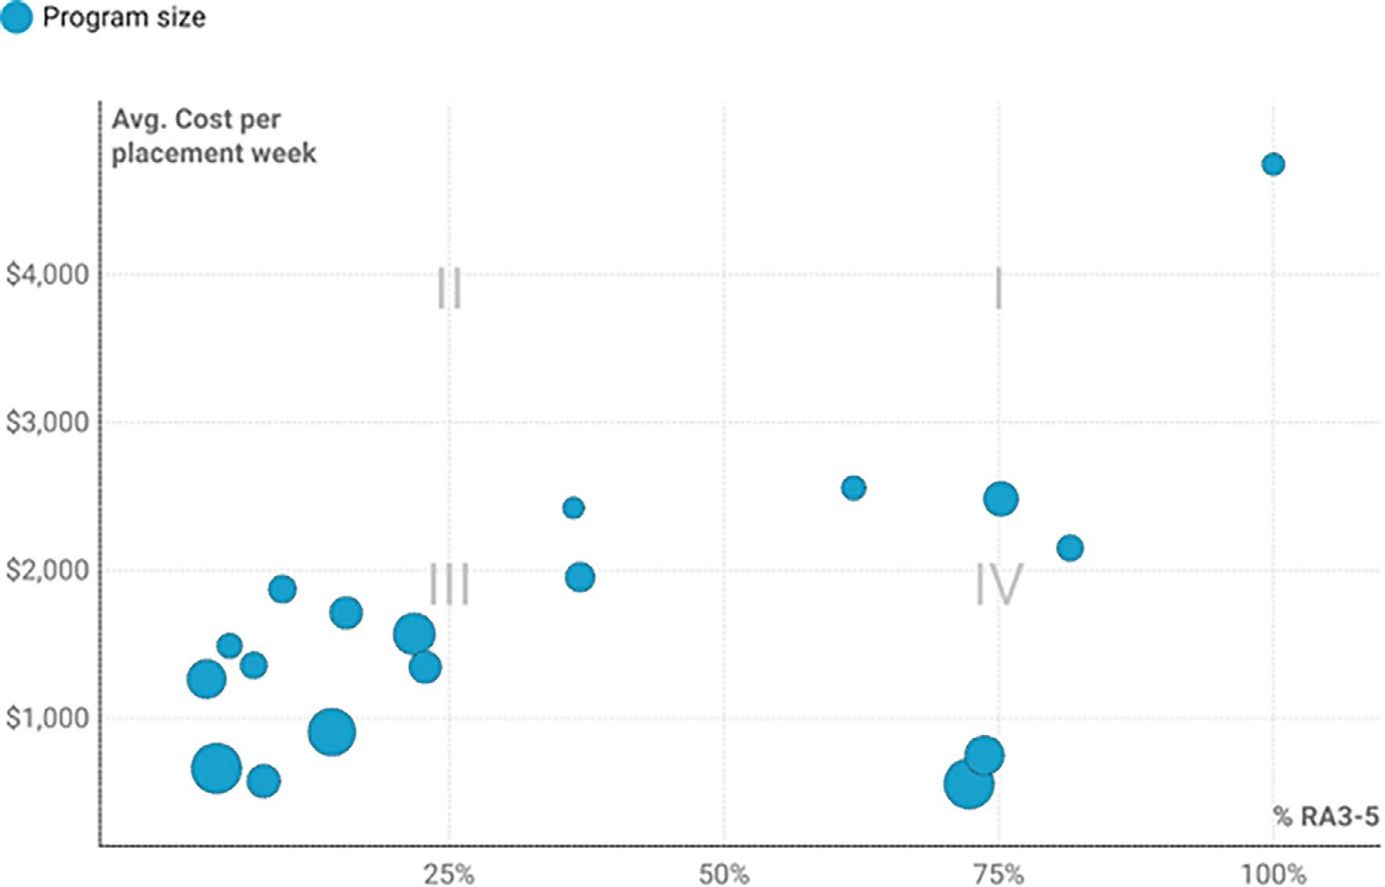 Program size
Avg. Cost per
placement week
$4,000
II
I
$3,000
$2,000
III
IV
$1,000
% RA3-5
25%
50%
75%
100%